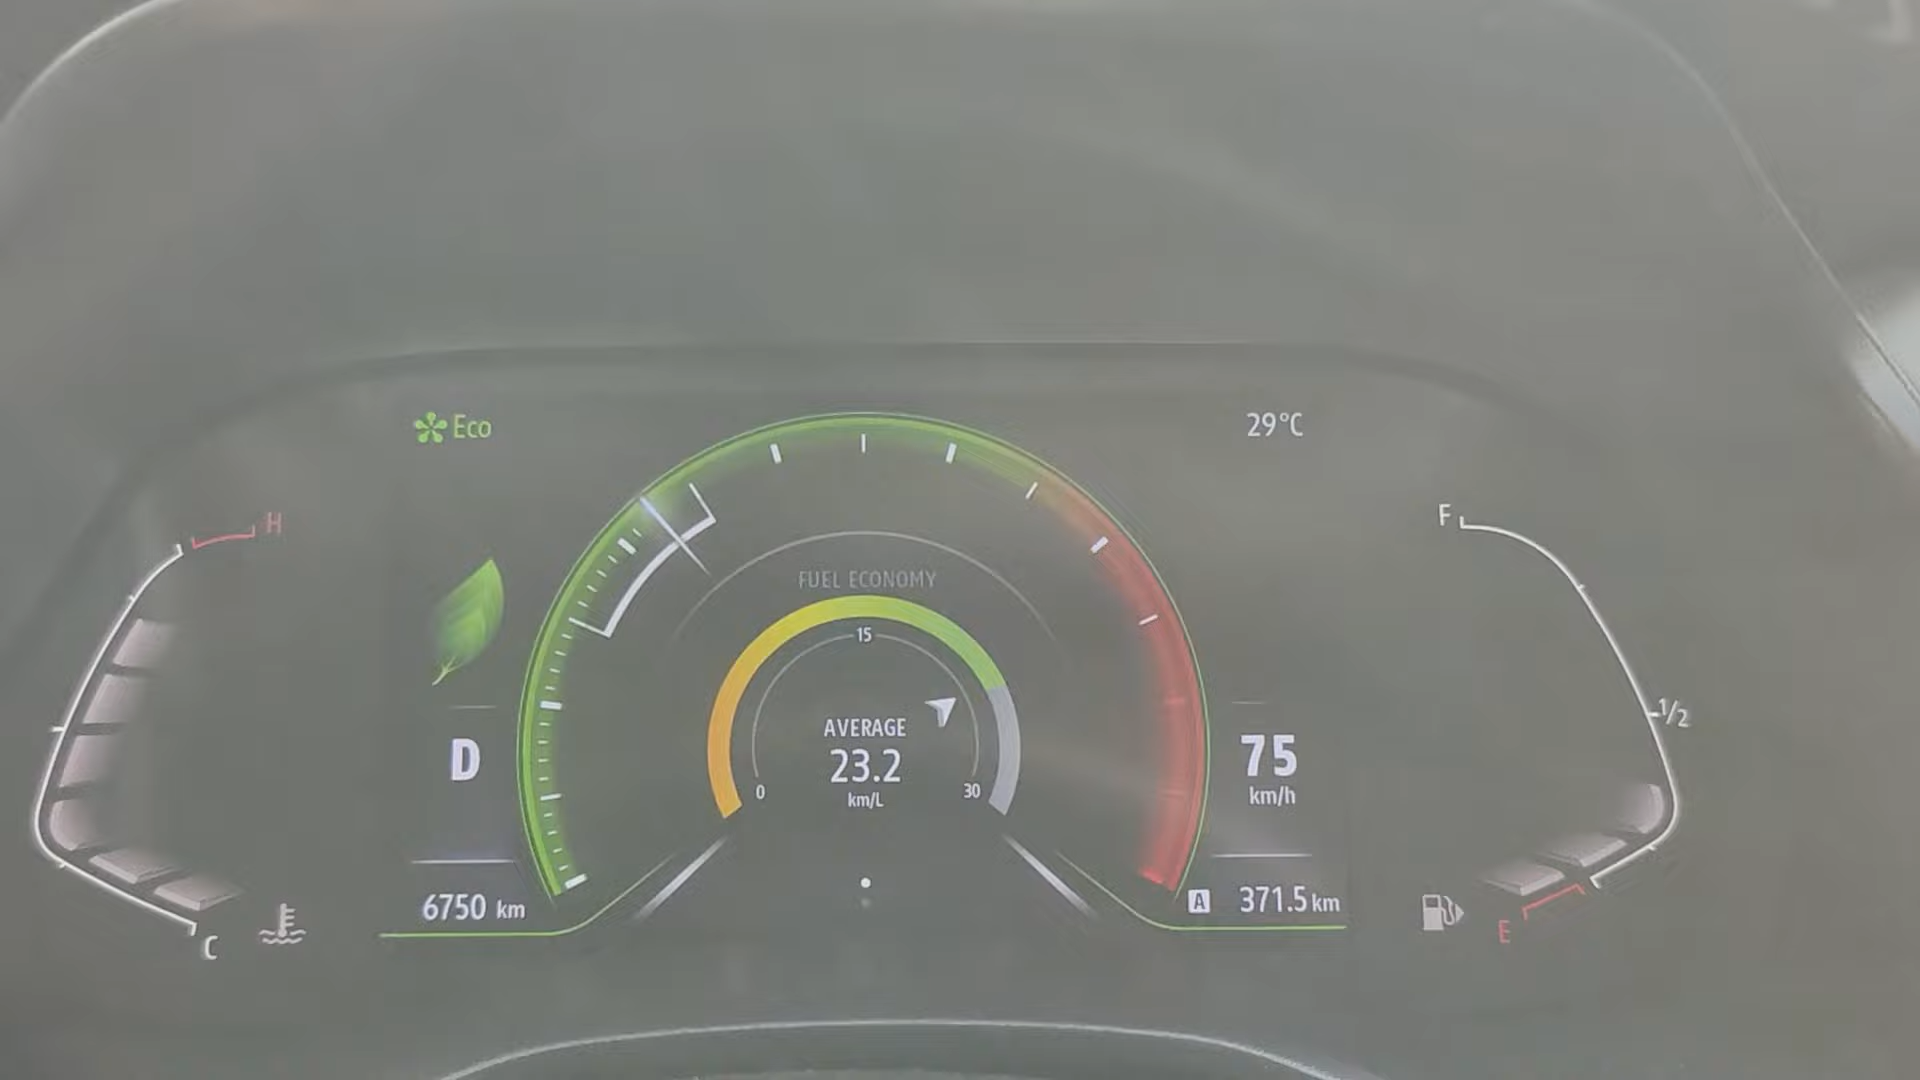 Eco
29°C
H
F
FUEL ECONOMY
15
1/2
AVERAGE
D
23.2
75
0
30
km/L
km/h
6750 km
A 371.5 km
C
E